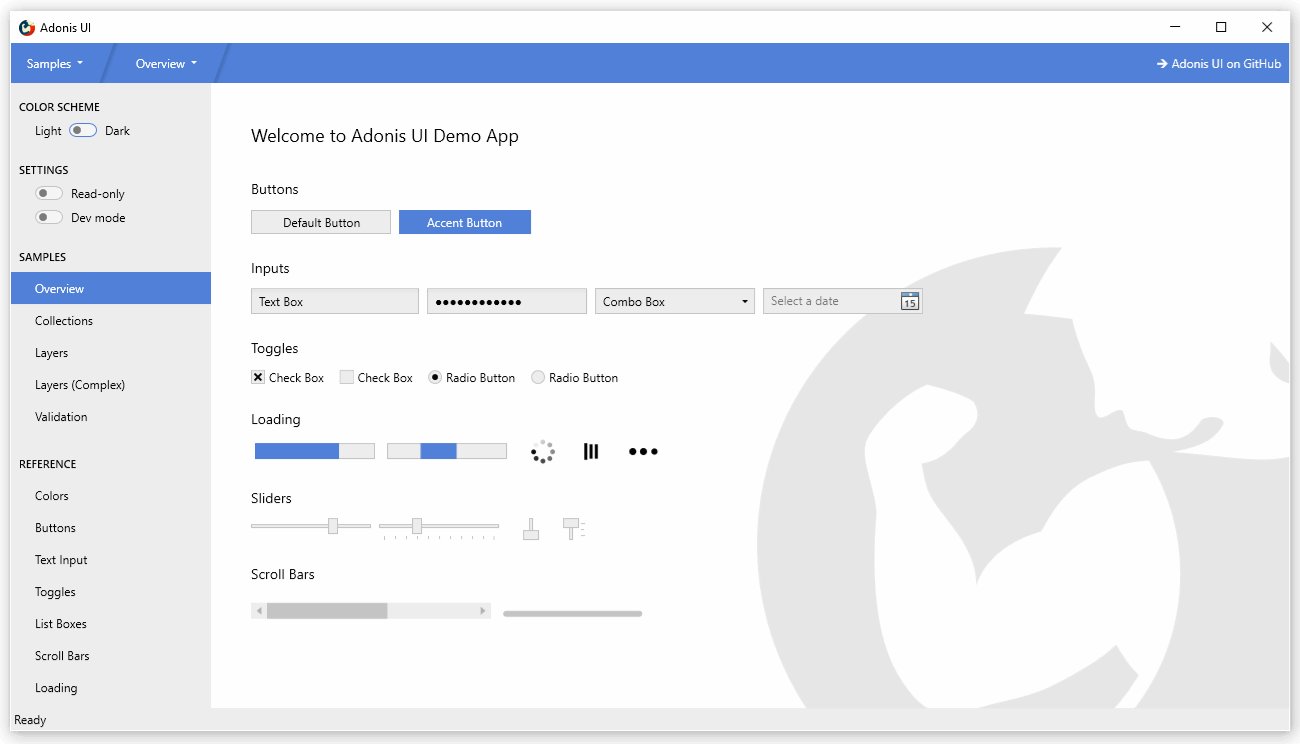 Adonis UI
Samples
Overview
Adonis UI on GitHub
COLOR SCHEME
Light Dark
SETTINGS
Read-only
Dev mode
SAMPLES
Overview
Collections
Layers
Layers (Complex)
Validation
REFERENCE
Colors
Buttons
Text Input
Toggles
List Boxes
Scroll Bars
Loading
Welcome to Adonis UI Demo App
Buttons
Default Button Accent Button
Inputs
Text Box ●●●●●●●●●●●● Combo Box Select a date 15
Toggles
Check Box Check Box Radio Button Radio Button
Loading
Sliders
Scroll Bars
Ready